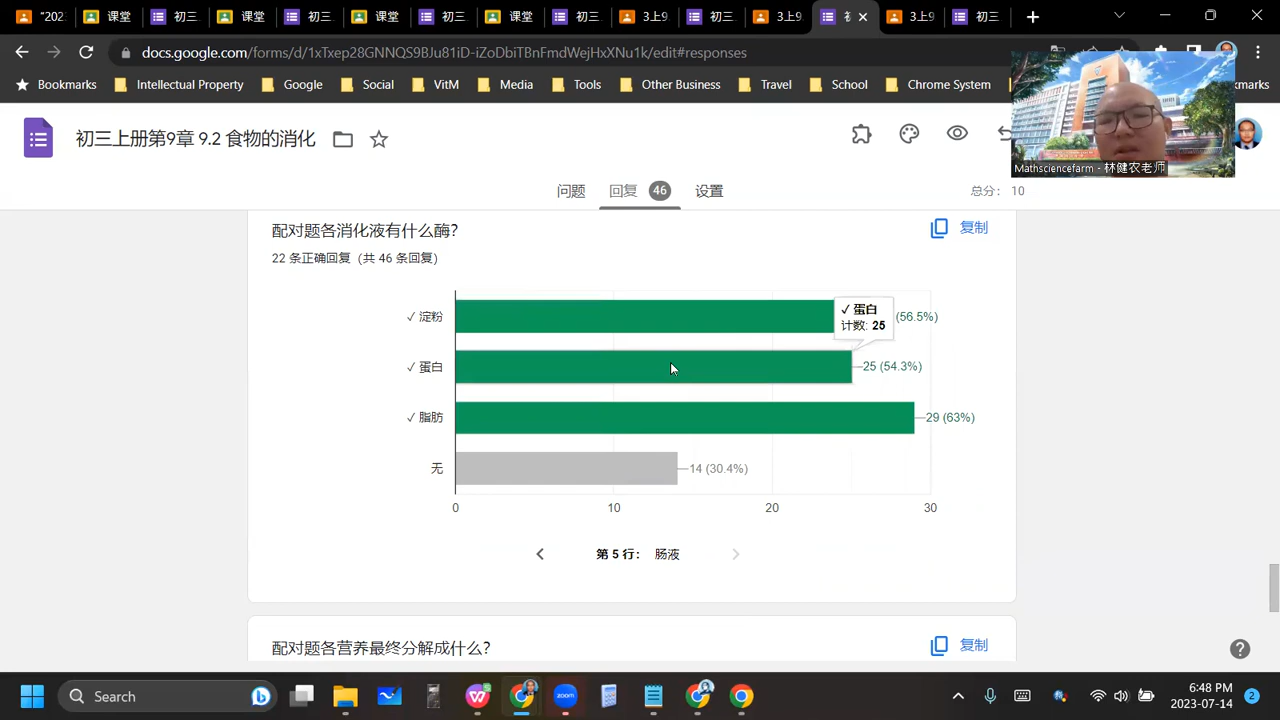 "202
课堂
初三
课堂
初三
课堂
初三
课堂
初三
3上9
初三
3上9
3上9
初三
docs.google.com/forms/d/1xTxep28GNNOS9BJu81iD-iZoDbiTBnFmdWejHxXNu1k/edit#responses
Bookmarks
Intellectual Property
Google
Social
VitM
Media
Tools
Other Business
Travel
School
Chrome System
kmarks
初三上册第9章 9.2 食物的消化
Mathsciencefarm - 林健农老师
问题
回复 46
设置
总分: 10
配对题各消化液有什么酶?
复制
22 条正确回复(共 46 条回复)
✓ 淀粉
(56.5%)
✓ 蛋白
计数: 25
✓ 蛋白
25 (54.3%)
✓ 脂肪
29 (63%)
无
14 (30.4%)
0 10 20 30
第 5 行: 肠液
配对题各营养最终分解成什么?
复制
Search
6:48 PM
2023-07-14
2